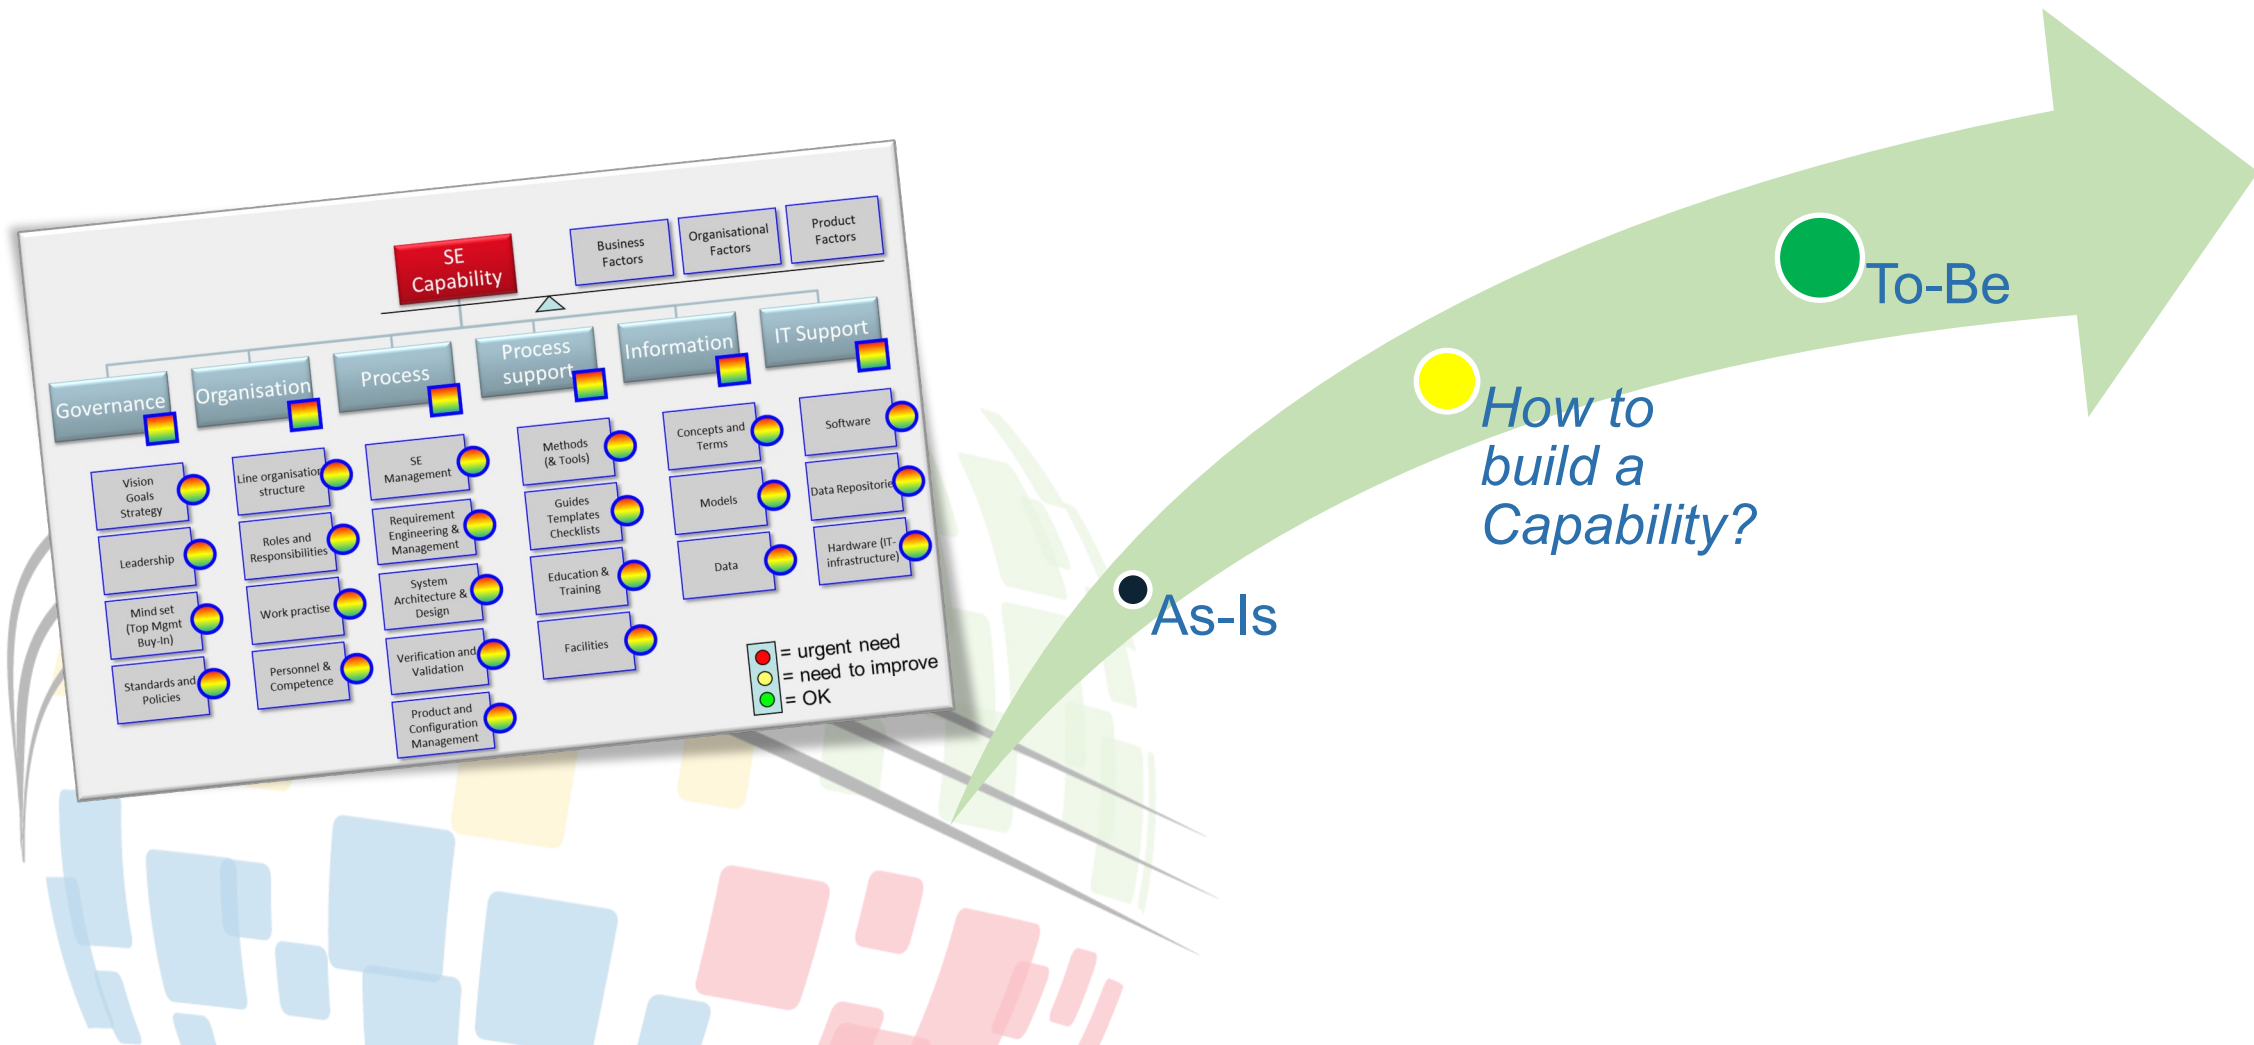 SE
Capability
Business
Factors
Organisational
Factors
Product
Factors
Governance
Organisation
Process
Process
support
Information
IT Support
Vision
Goals
Strategy
Leadership
Mind set
(Top Mgmt
Buy-In)
Standards and
Policies
Line organisation
structure
Roles and
Responsibilities
Work practise
Personnel &
Competence
SE
Management
Requirement
Engineering &
Management
System
Architecture &
Design
Verification and
Validation
Product and
Configuration
Management
Methods
(& Tools)
Guides
Templates
Checklists
Education &
Training
Facilities
Concepts and
Terms
Models
Data
Software
Data Repositorie
Hardware (IT-
infrastructure)
= urgent need
= need to improve
= OK
As-Is
How to
build a
Capability?
To-Be